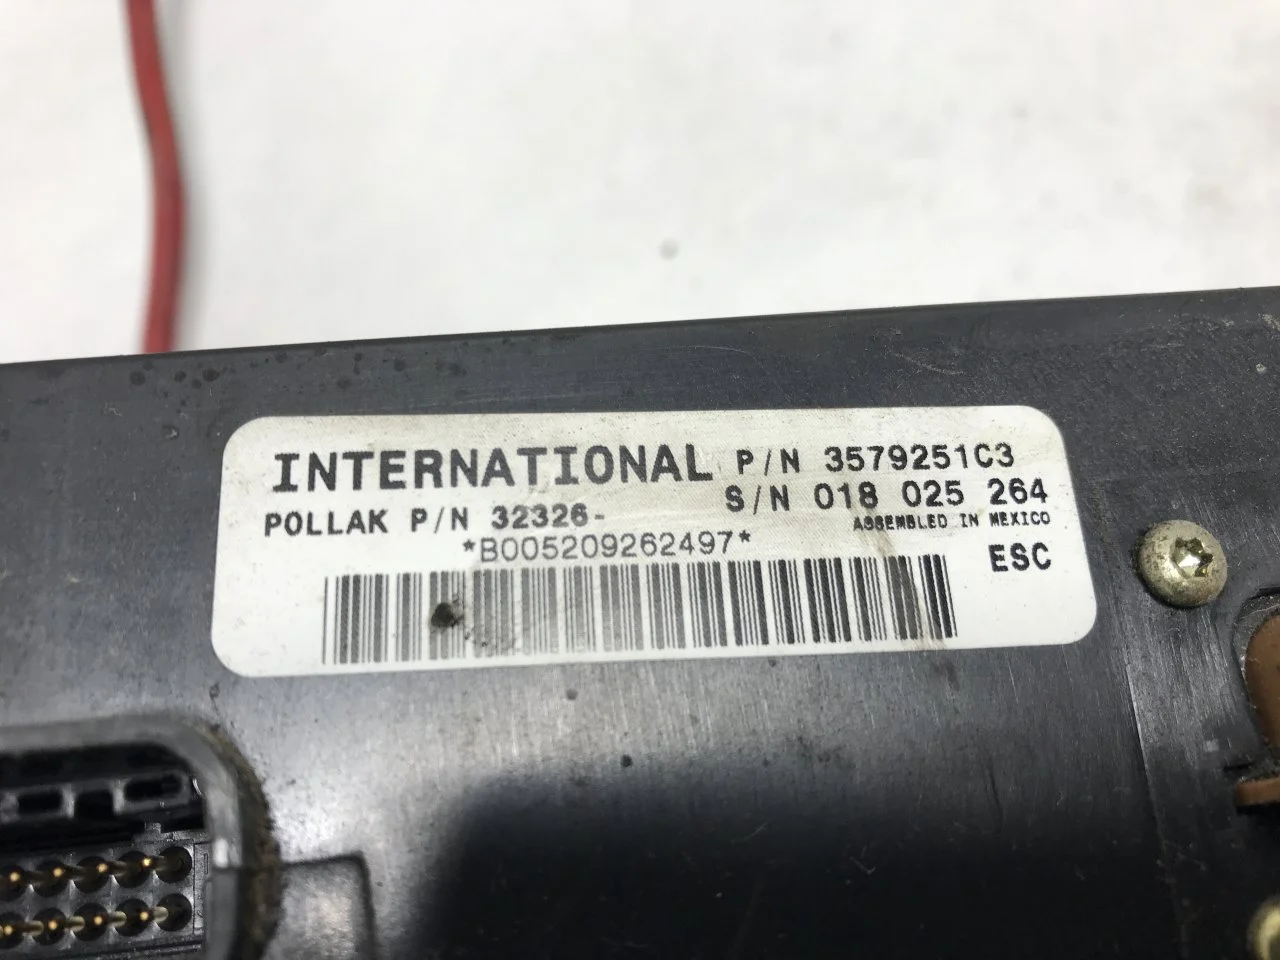 INTERNATIONAL P/N 3579251C3
S/N 018 025 264
POLLAK P/N 32326-
ASSEMBLED IN MEXICO
*B005209262497*
ESC